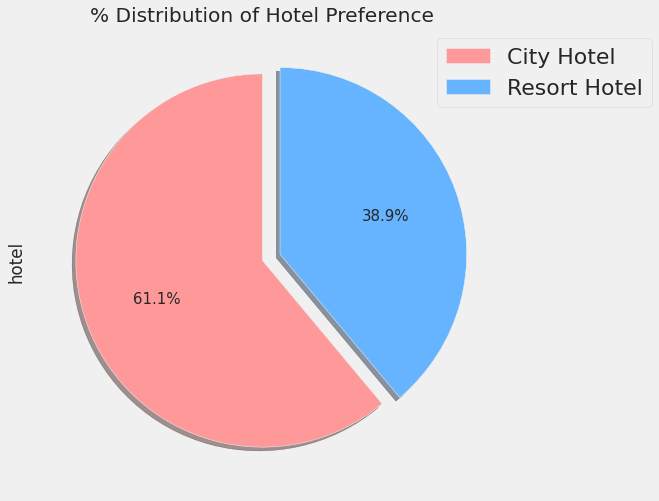 % Distribution of Hotel Preference
City Hotel
Resort Hotel
38.9%
hotel
61.1%